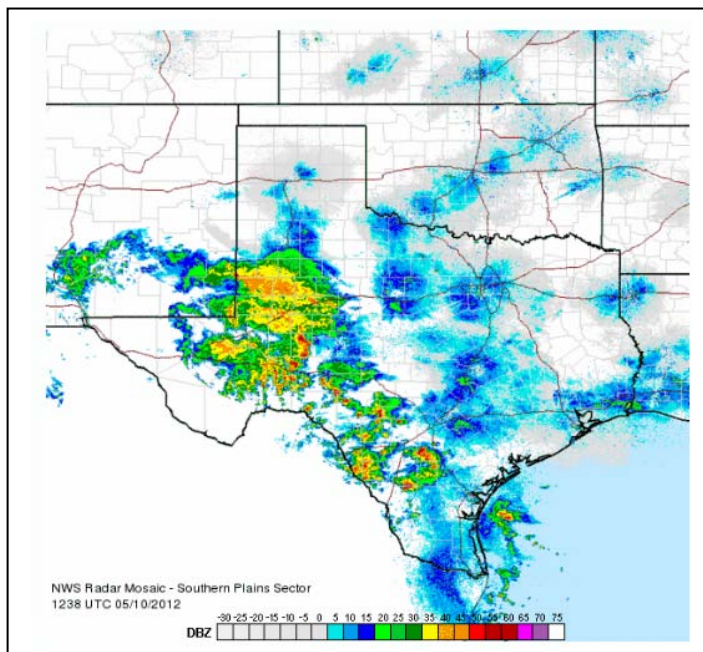 NWS Radar Mosaic - Southern Plains Sector
1238 UTC 05/10/2012
-30 -25 -20 -15 -10 -5 0 5 10 15 20 25 30 35 40 45 50 55 60 65 70 75
DBZ